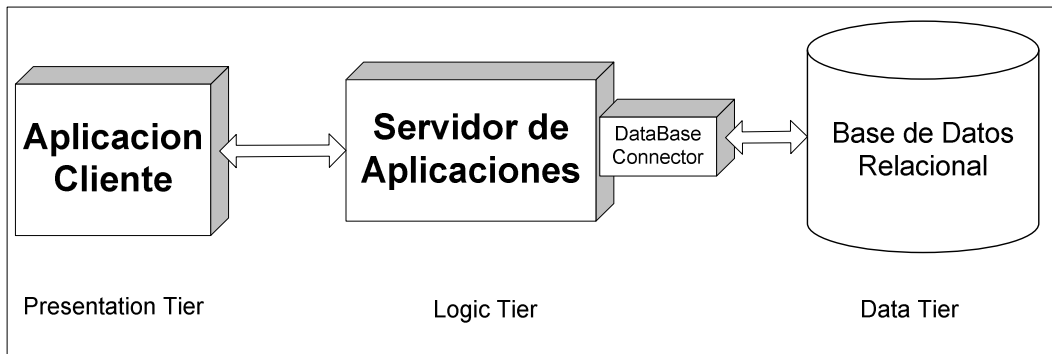 Aplicacion
Cliente
Servidor de
Aplicaciones
DataBase
Connector
Base de Datos
Relacional
Presentation Tier
Logic Tier
Data Tier